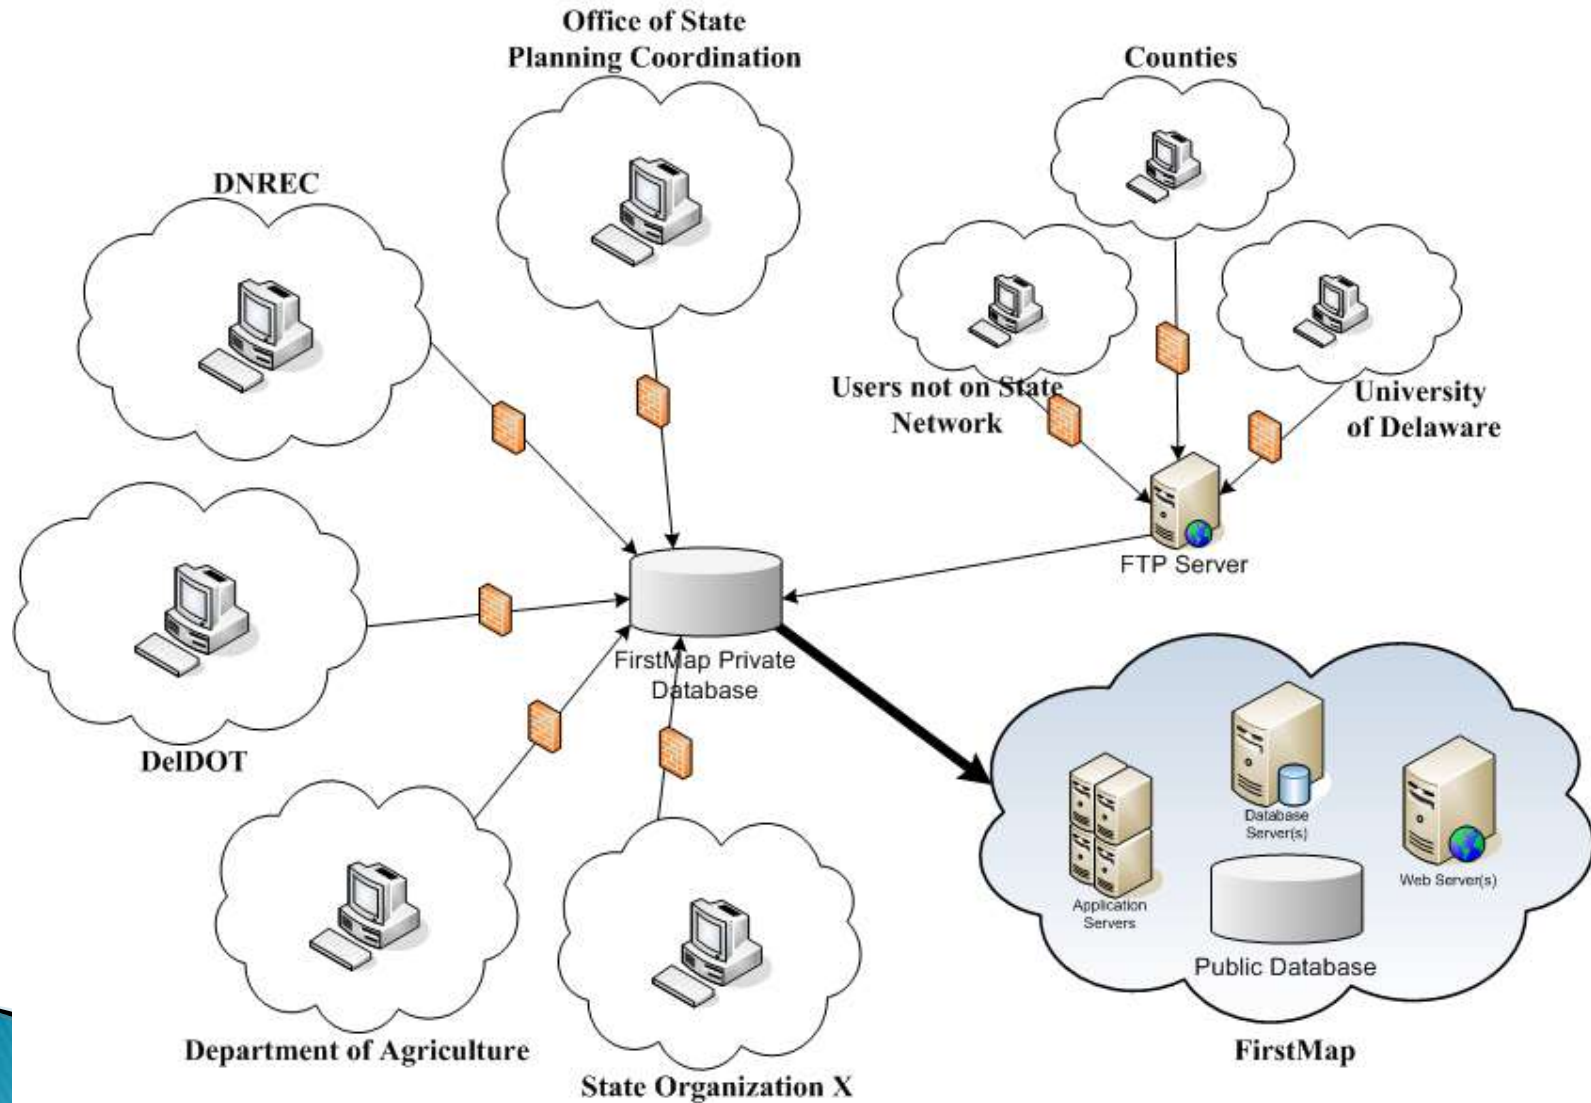 Office of State
Planning Coordination
Counties
DNREC
Users not on State
Network
University
of Delaware
FTP Server
FirstMap Private
Database
DelDOT
Database
Server(s)
Web Server(s)
Application
Servers
Public Database
Department of Agriculture
FirstMap
State Organization X